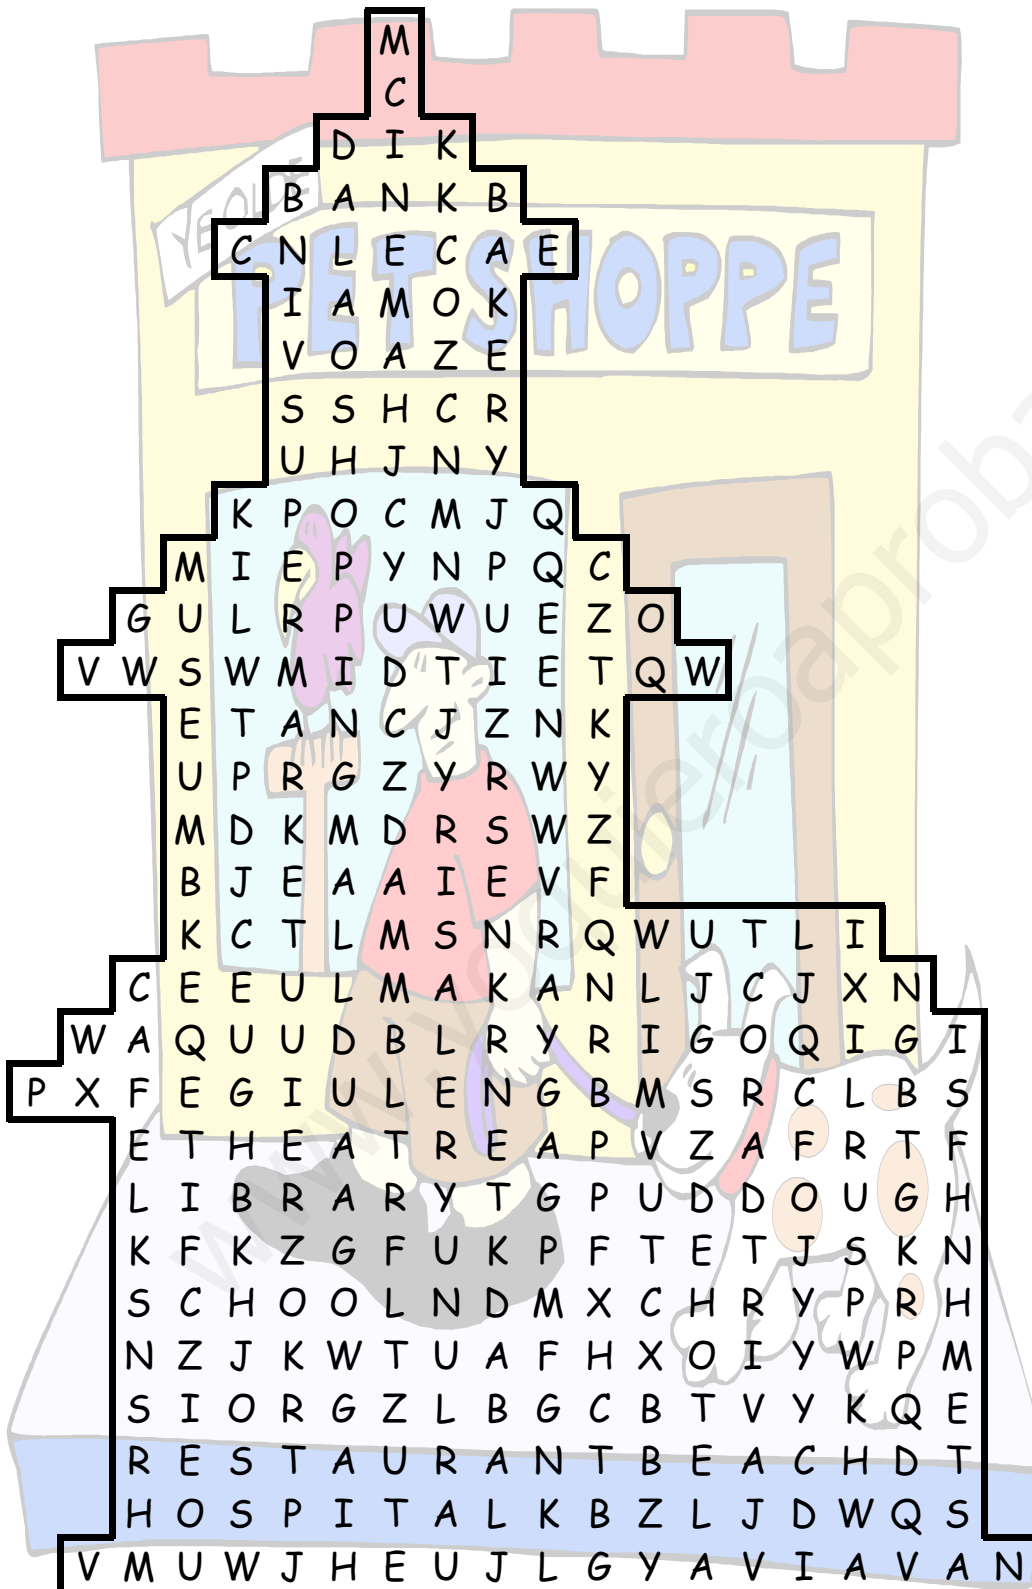 M
C
D I K
B A N K B
C N L E C A E
I A M O K
V O A Z E
S S H C R
U H J N Y
K P O C M J Q
M I E P Y N P Q C
G U L R P U W U E Z O
V W S W M I D T I E T Q W
E T A N C J Z N K
U P R G Z Y R W Y
M D K M D R S W Z
B J E A A I E V F
K C T L M S N R Q W U T L I
C E E U L M A K A N L J C J X N
W A Q U U D B L R Y R I G O Q I G I
P X F E G I U L E N G B M S R C L B S
E T H E A T R E A P V Z A F R T F
L I B R A R Y T G P U D D O U G H
K F K Z G F U K P F T E T J S K N
S C H O O L N D M X C H R Y P R H
N Z J K W T U A F H X O I Y W P M
S I O R G Z L B G C B T V Y K Q E
R E S T A U R A N T B E A C H D T
H O S P I T A L K B Z L J D W Q S
V M U W J H E U J L G Y A V I A V A N
YE OLDE
PET SHOPPE